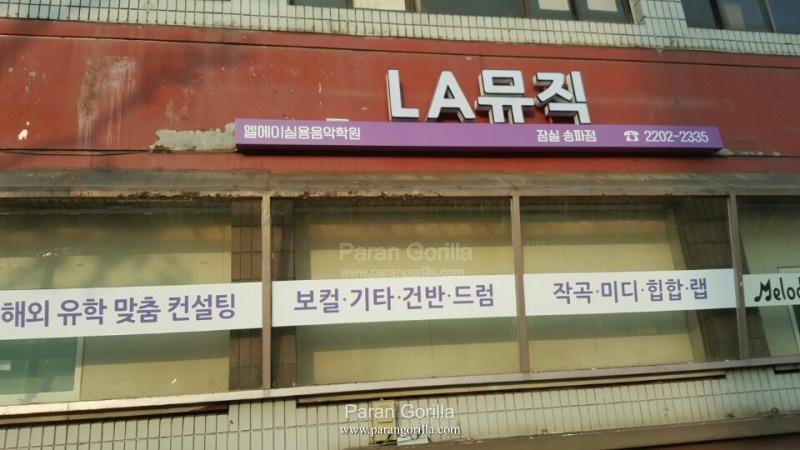 LA뮤직
엘에이실용음악학원 잠실 송파점 ☎ 2202-2335
Paran Gorilla
www.parangorilla.com
해외 유학 맞춤 컨설팅 보컬·기타·건반·드럼 작곡·미디·힙합·랩
Paran Gorilla
www.parangorilla.com